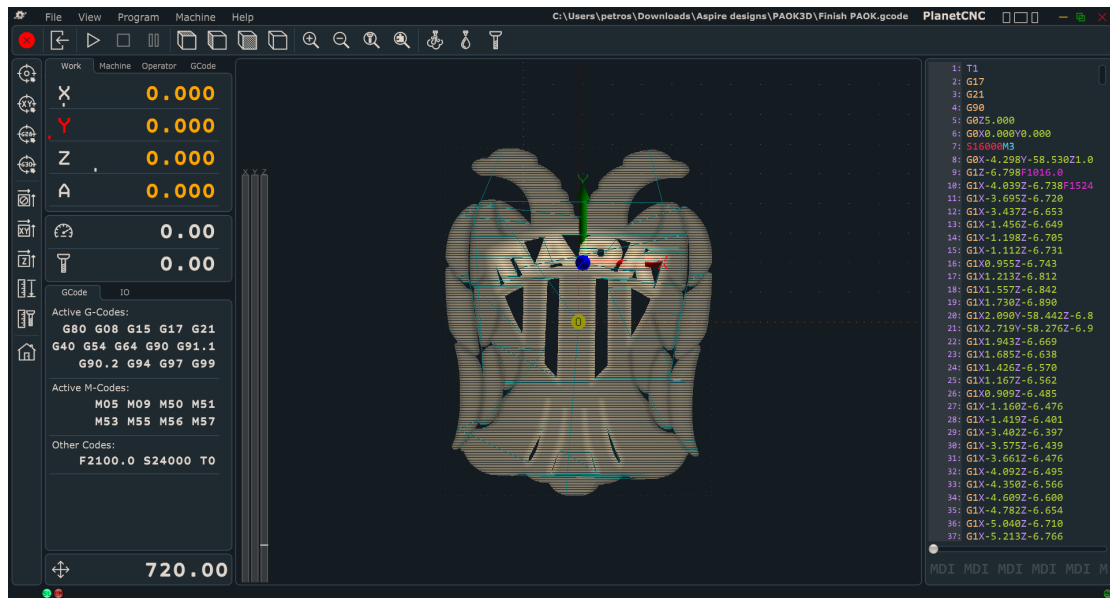 File View Program Machine Help C:\Users\petros\Downloads\Aspire designs\PAOK3D\Finish PAOK.gcode PlanetCNC
Work Machine Operator GCode
X 0.000
Y 0.000
Z 0.000
A 0.000
0.00
0.00
GCode IO
Active G-Codes:
G80 G08 G15 G17 G21
G40 G54 G64 G90 G91.1
G90.2 G94 G97 G99
Active M-Codes:
M05 M09 M50 M51
M53 M55 M56 M57
Other Codes:
F2100.0 S24000 T0
720.00
X Y Z
Y
X
0
1: T1
2: G17
3: G21
4: G90
5: G0Z5.000
6: G0X0.000Y0.000
7: S16000M3
8: G0X-4.298Y-58.530Z1.0
9: G1Z-6.798F1016.0
10: G1X-4.039Z-6.738F1524
11: G1X-3.695Z-6.720
12: G1X-3.437Z-6.653
13: G1X-1.456Z-6.649
14: G1X-1.198Z-6.705
15: G1X-1.112Z-6.731
16: G1X0.955Z-6.743
17: G1X1.213Z-6.812
18: G1X1.557Z-6.842
19: G1X1.730Z-6.890
20: G1X2.090Y-58.442Z-6.8
21: G1X2.719Y-58.276Z-6.9
22: G1X1.943Z-6.669
23: G1X1.685Z-6.638
24: G1X1.426Z-6.570
25: G1X1.167Z-6.562
26: G1X0.909Z-6.485
27: G1X-1.160Z-6.476
28: G1X-1.419Z-6.401
29: G1X-3.402Z-6.397
30: G1X-3.575Z-6.439
31: G1X-3.661Z-6.476
32: G1X-4.092Z-6.495
33: G1X-4.350Z-6.566
34: G1X-4.609Z-6.600
35: G1X-4.782Z-6.654
36: G1X-5.040Z-6.710
37: G1X-5.213Z-6.766
MDI MDI MDI MDI MDI M